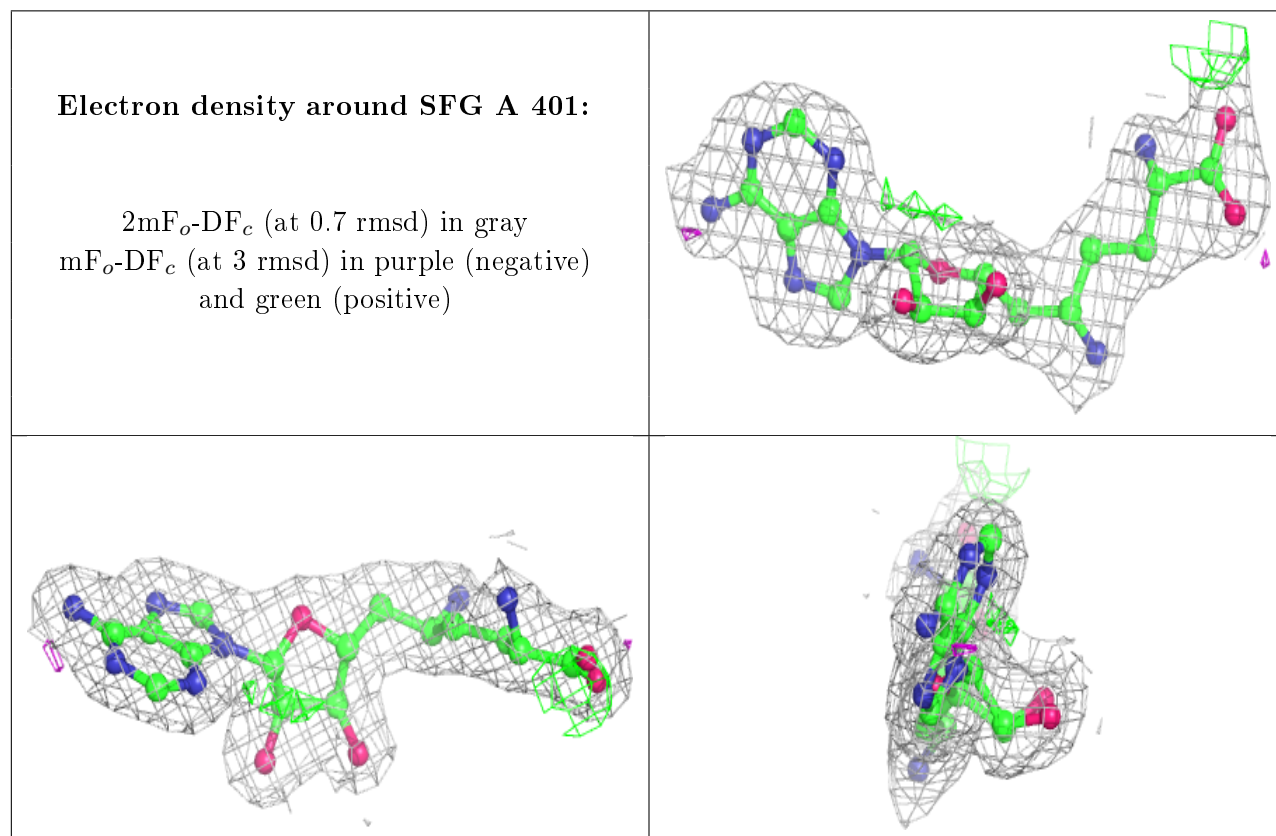 Electron density around SFG A 401:
2mFo-DFc (at 0.7 rmsd) in gray
mFo-DFc (at 3 rmsd) in purple (negative)
and green (positive)